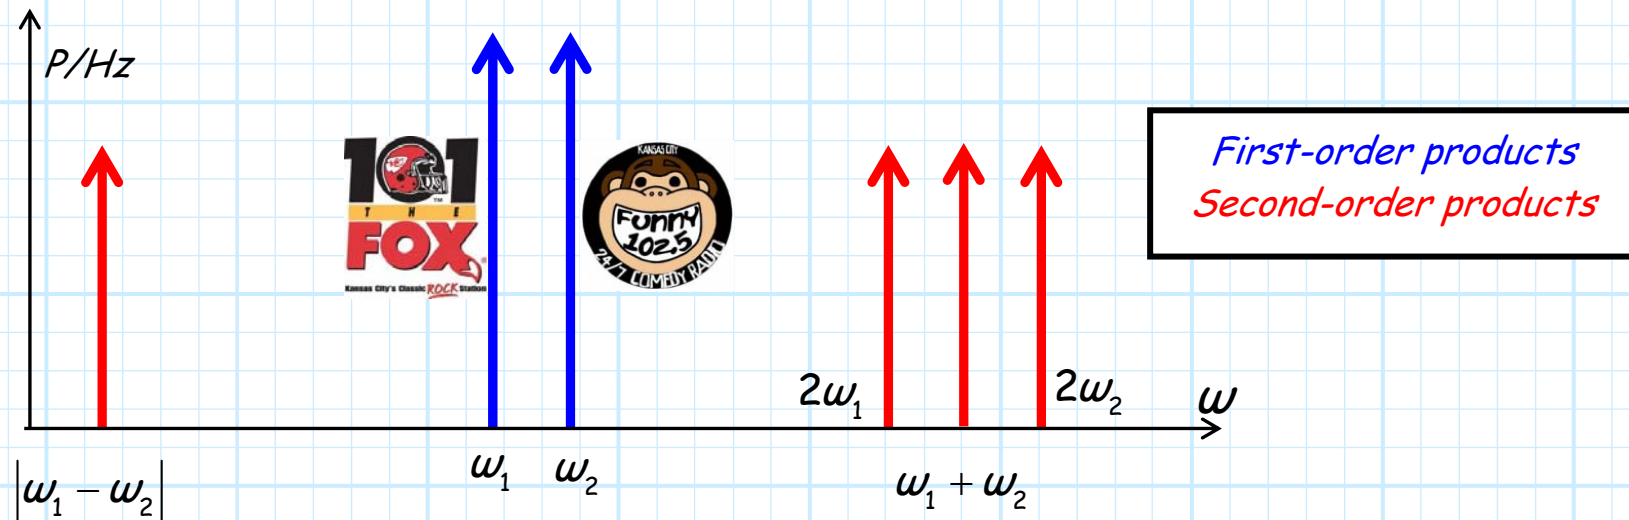 P/Hz
101
™
THE
FOX
®
Kansas City's Classic ROCK Station
KANSAS CITY
FUNNY
102.5
24/7 COMEDY RADIO
First-order products
Second-order products
2ω₁
2ω₂
ω
ω₁
ω₂
|ω₁ − ω₂|
ω₁ + ω₂